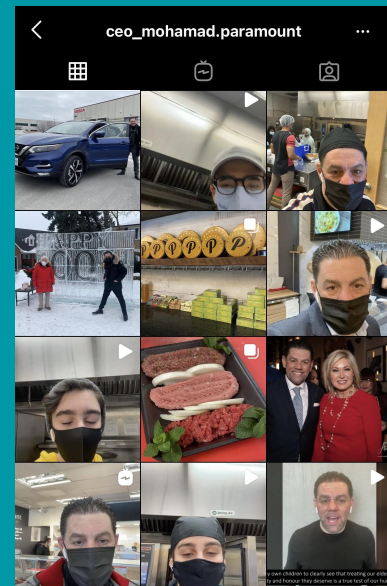 ceo_mohamad.paramount
P P P P
y own children to clearly see that treating our elde
ty and honour they deserve is a true test of our hu